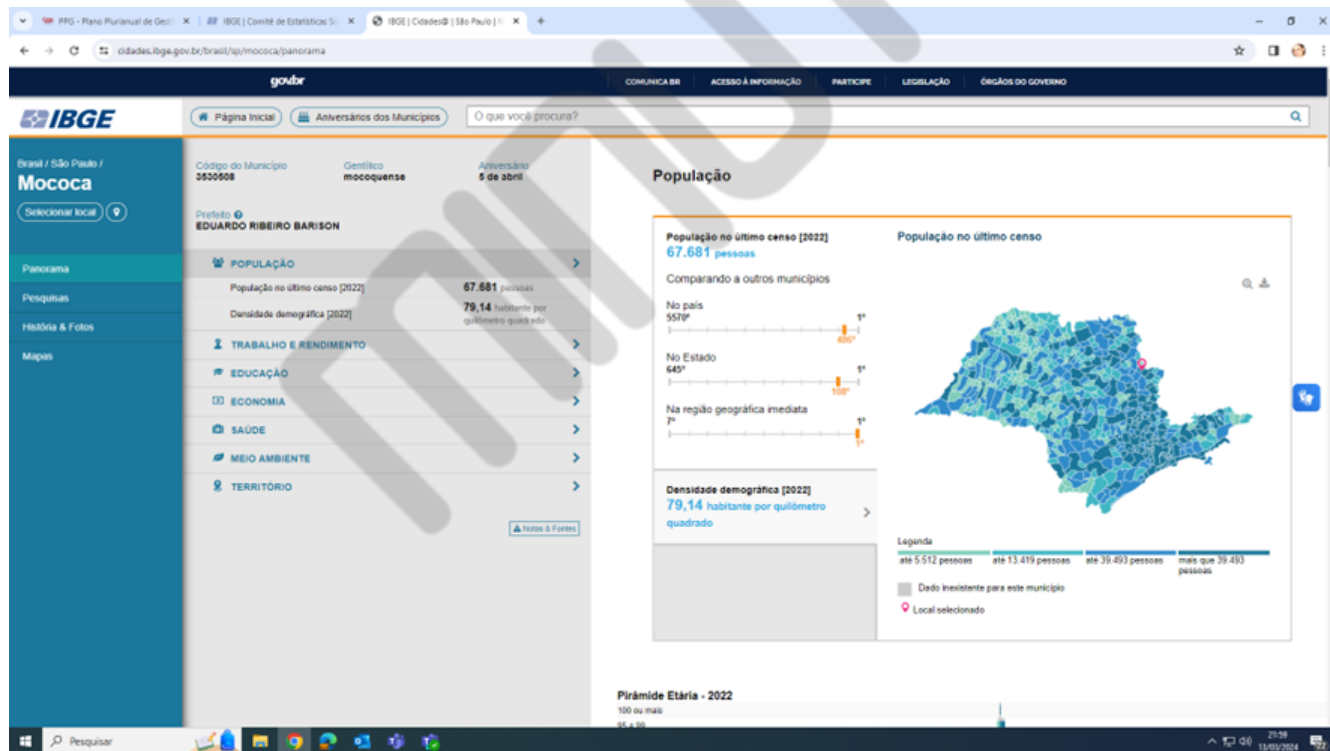 PPG - Plano Plurianual de Gest
IBGE | Comitê de Estatísticas So
IBGE | Cidades@ | São Paulo | M
cidades.ibge.gov.br/brasil/sp/mococa/panorama
govbr
COMUNICA BR
ACESSO À INFORMAÇÃO
PARTICIPE
LEGISLAÇÃO
ÓRGÃOS DO GOVERNO
IBGE
Página Inicial
Aniversários dos Municípios
O que você procura?
Brasil / São Paulo /
Mococa
Selecionar local
Panorama
Pesquisas
História & Fotos
Mapas
Código do Município
3530508
Gentílico
mococuense
Aniversário
5 de abril
Prefeito
EDUARDO RIBEIRO BARISON
POPULAÇÃO
População no último censo [2022] 67.681 pessoas
Densidade demográfica [2022] 79,14 habitante por
quilômetro quadrado
TRABALHO E RENDIMENTO
EDUCAÇÃO
ECONOMIA
SAÚDE
MEIO AMBIENTE
TERRITÓRIO
Notas & Fontes
População
População no último censo [2022]
67.681 pessoas
Comparando a outros municípios
No país
5570º 1º
486º
No Estado
645º 1º
108º
Na região geográfica imediata
7º 1º
1º
Densidade demográfica [2022]
79,14 habitante por quilômetro
quadrado
População no último censo
Legenda
até 5.512 pessoas
até 13.419 pessoas
até 39.493 pessoas
mais que 39.493
pessoas
Dado inexistente para este município
Local selecionado
Pirâmide Etária - 2022
100 ou mais
95 a 99
Pesquisar
21:59
13/03/2024
MINUT